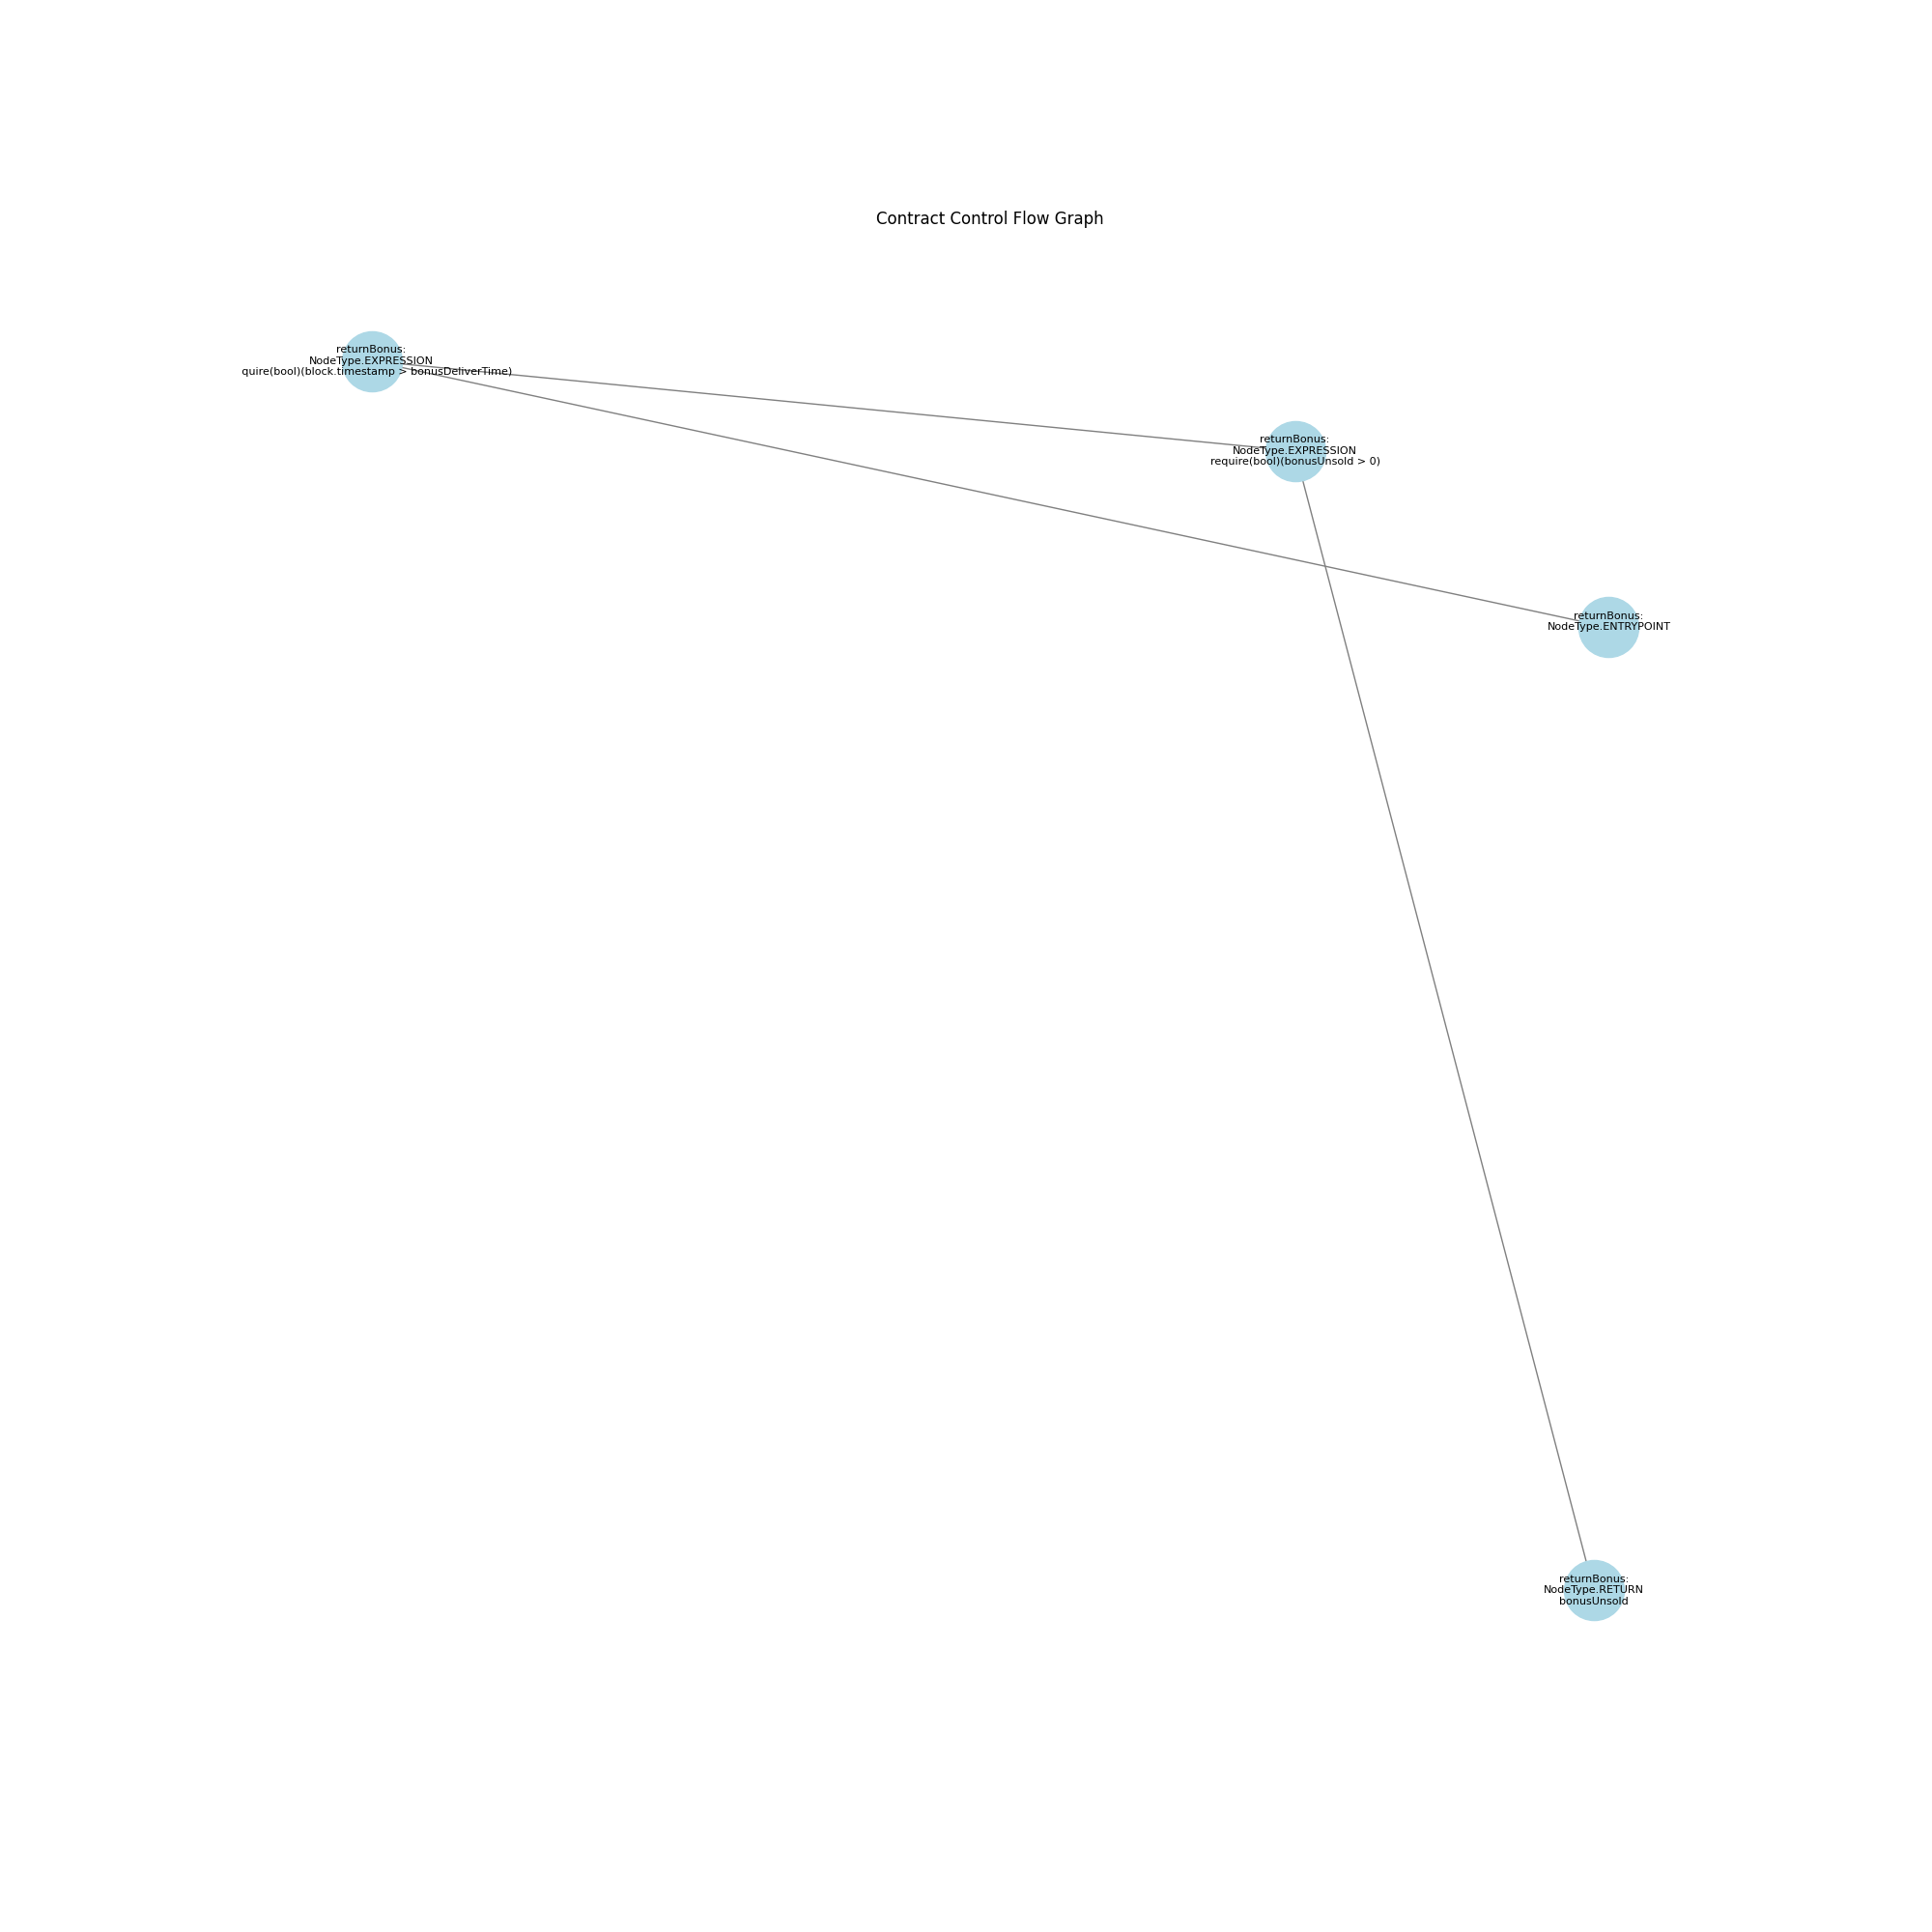 Contract Control Flow Graph
returnBonus:
NodeType.EXPRESSION
quire(bool)(block.timestamp > bonusDeliverTime)
returnBonus:
NodeType.EXPRESSION
require(bool)(bonusUnsold > 0)
returnBonus:
NodeType.ENTRYPOINT
returnBonus:
NodeType.RETURN
bonusUnsold